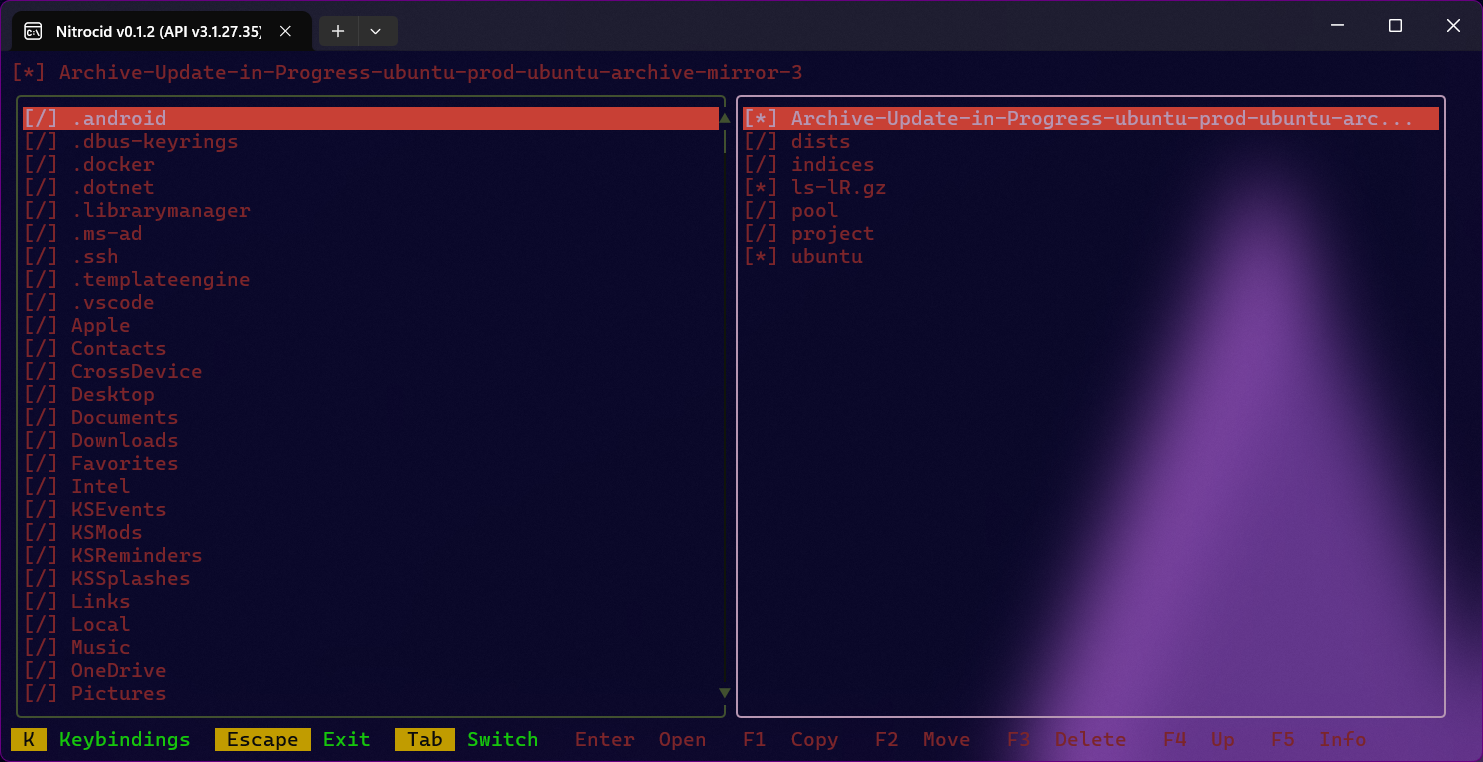 Nitrocid v0.1.2 (API v3.1.27.35)
[*] Archive-Update-in-Progress-ubuntu-prod-ubuntu-archive-mirror-3
[/] .android
[/] .dbus-keyrings
[/] .docker
[/] .dotnet
[/] .librarymanager
[/] .ms-ad
[/] .ssh
[/] .templateengine
[/] .vscode
[/] Apple
[/] Contacts
[/] CrossDevice
[/] Desktop
[/] Documents
[/] Downloads
[/] Favorites
[/] Intel
[/] KSEvents
[/] KSMods
[/] KSReminders
[/] KSSplashes
[/] Links
[/] Local
[/] Music
[/] OneDrive
[/] Pictures
[*] Archive-Update-in-Progress-ubuntu-prod-ubuntu-arc...
[/] dists
[/] indices
[*] ls-lR.gz
[/] pool
[/] project
[*] ubuntu
K Keybindings Escape Exit Tab Switch Enter Open F1 Copy F2 Move F3 Delete F4 Up F5 Info